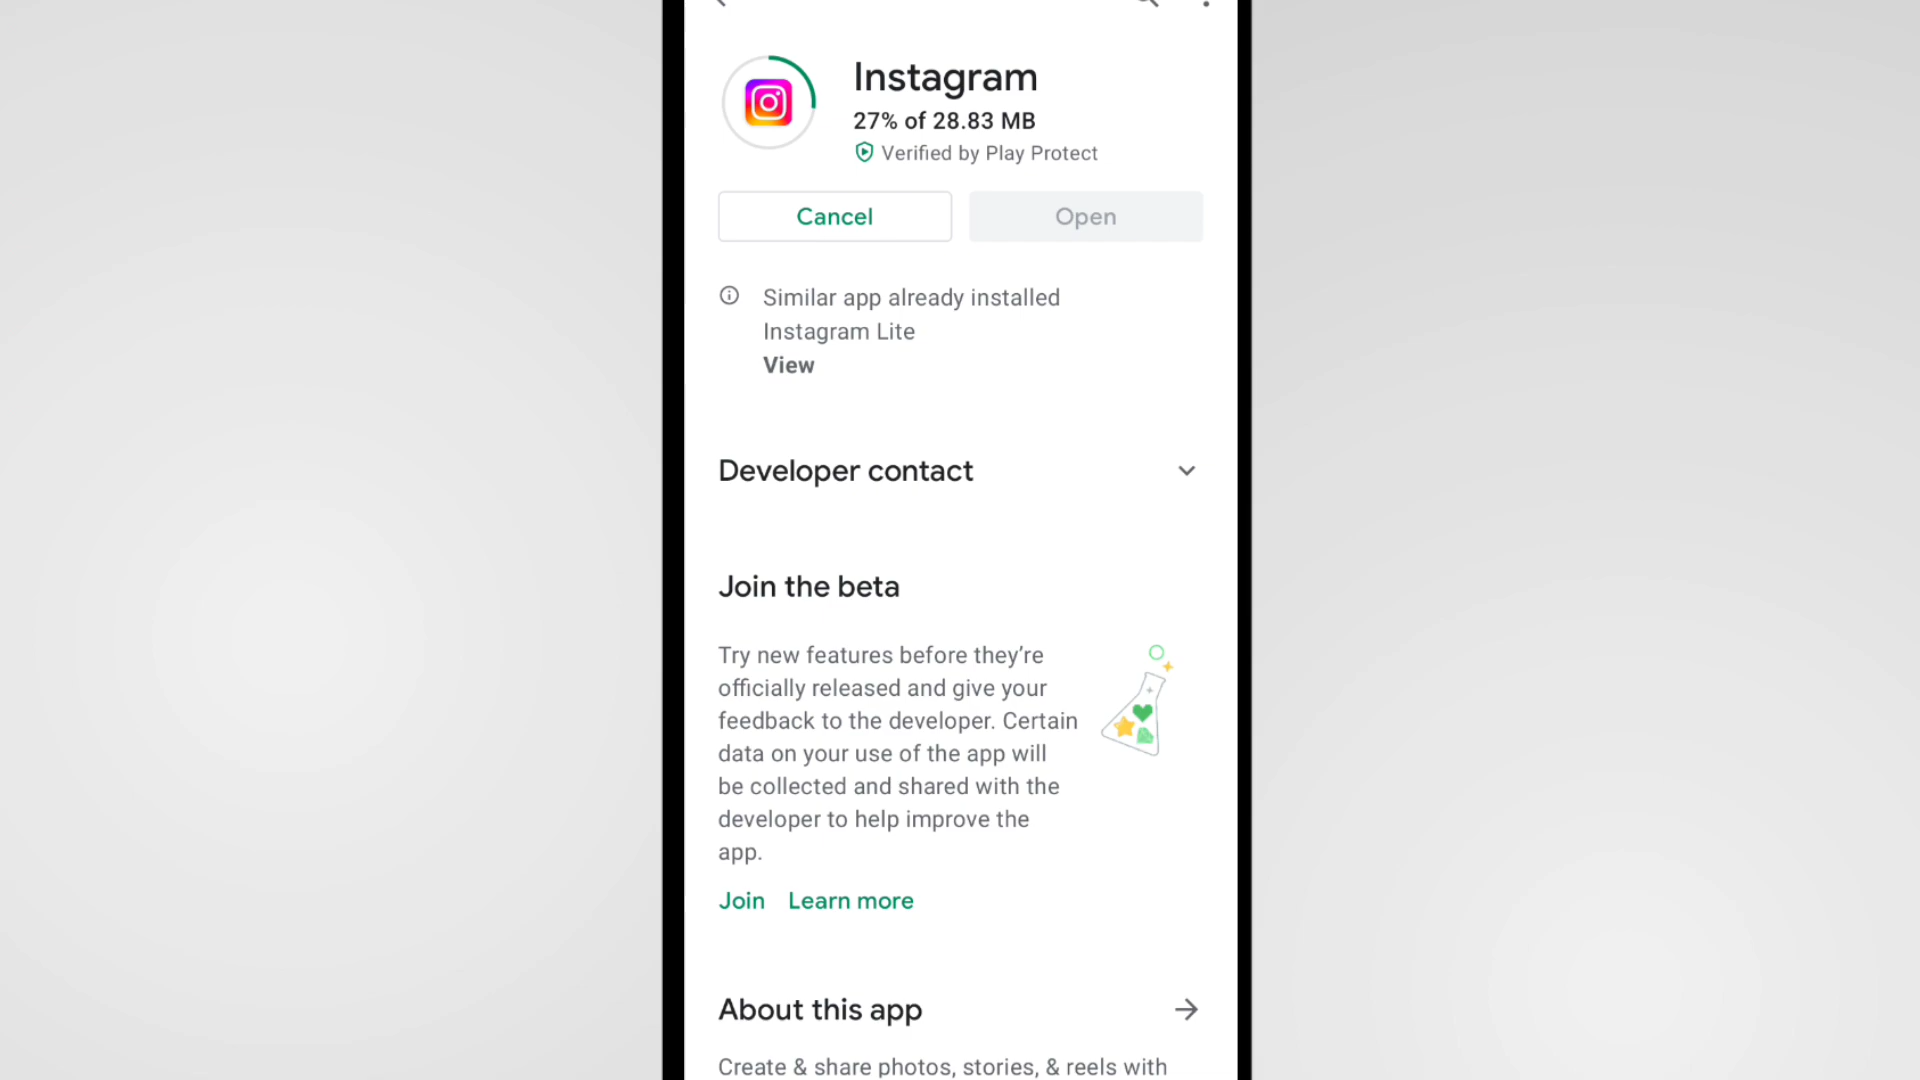 Instagram
27% of 28.83 MB
Verified by Play Protect
Cancel
Open
Similar app already installed
Instagram Lite
View
Developer contact
Join the beta
Try new features before they’re
officially released and give your
feedback to the developer. Certain
data on your use of the app will
be collected and shared with the
developer to help improve the
app.
Join
Learn more
About this app
Create & share photos, stories, & reels with